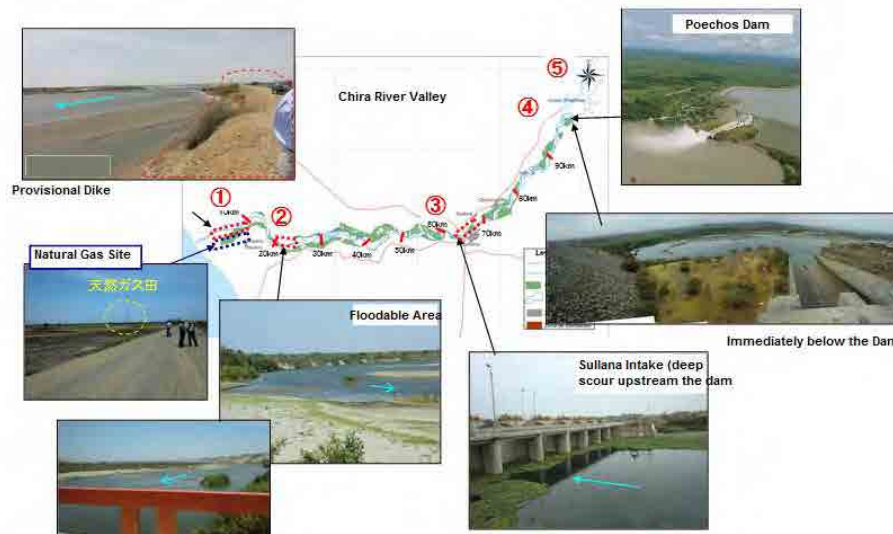 Poechos Dam
Chira River Valley
⑤
④
Provisional Dike
①
②
③
10km
20km
30km
40km
50km
60km
70km
80km
90km
Natural Gas Site
天然ガス田
Floodable Area
Immediately below the Dam
Sullana Intake (deep
scour upstream the dam